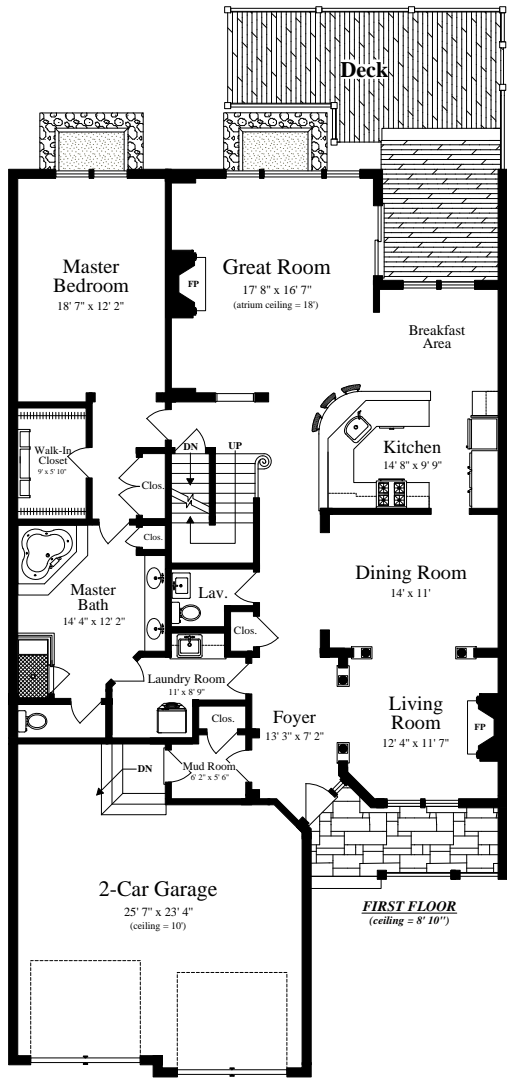 Deck
Master
Bedroom
18' 7" x 12' 2"
FP
Great Room
17' 8" x 16' 7"
(atrium ceiling = 18')
Breakfast
Area
Walk-In
Closet
9' x 5' 10"
Clos.
DN
UP
Kitchen
14' 8" x 9' 9"
Clos.
Master
Bath
14' 4" x 12' 2"
Lav.
Clos.
Dining Room
14' x 11'
Laundry Room
11' x 8' 9"
Clos.
Foyer
13' 3" x 7' 2"
Living
Room
12' 4" x 11' 7"
FP
DN
Mud Room
6' 2" x 5' 6"
2-Car Garage
25' 7" x 23' 4"
(ceiling = 10')
FIRST FLOOR
(ceiling = 8' 10")